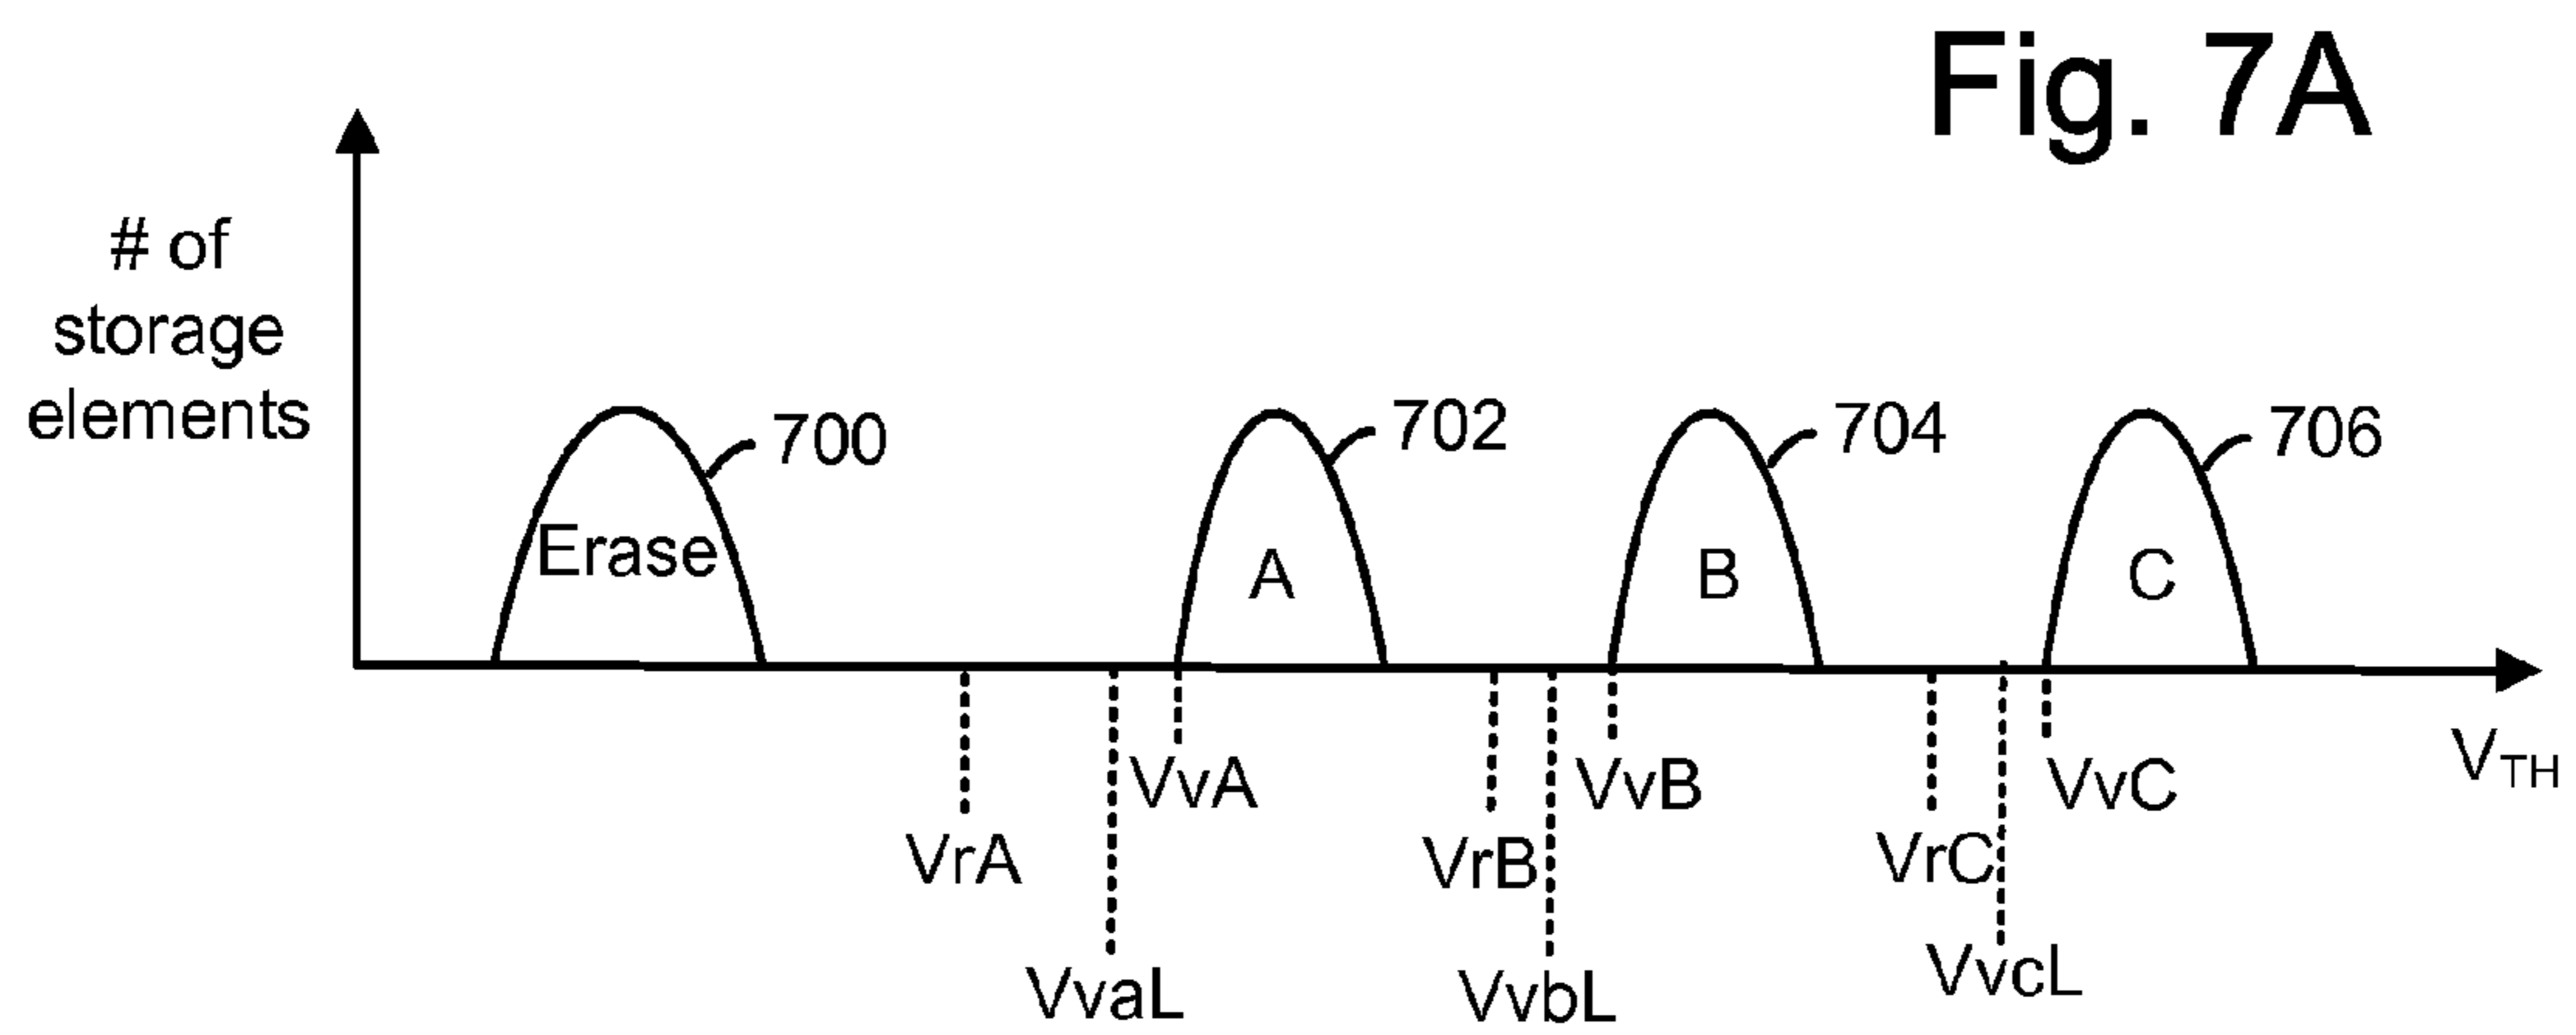 Fig. 7A
# of
storage
elements
700
702
704
706
Erase
A
B
C
VvA
VvB
VvC
VTH
VrA
VrB
VrC
VvaL
VvbL
VvcL